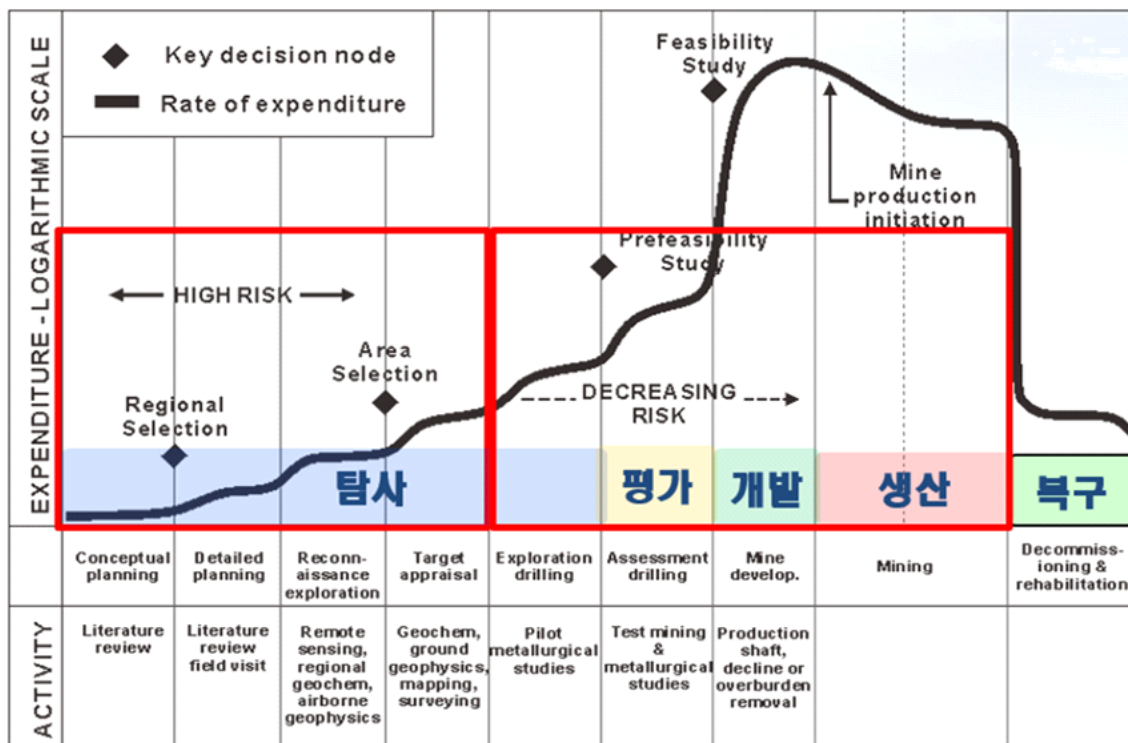 EXPENDITURE - LOGARITHMIC SCALE
Key decision node
Rate of expenditure
Feasibility
Study
Mine
production
initiation
Prefeasibility
Study
HIGH RISK
Area
Selection
DECREASING
RISK
Regional
Selection
탐사
평가
개발
생산
복구
Conceptual
planning
Detailed
planning
Reconn-
aissance
exploration
Target
appraisal
Exploration
drilling
Assessment
drilling
Mine
develop.
Mining
Decommiss-
ioning &
rehabilitation
ACTIVITY
Literature
review
Literature
review
field visit
Remote
sensing,
regional
geochem,
airborne
geophysics
Geochem,
ground
geophysics,
mapping,
surveying
Pilot
metallurgical
studies
Test mining
&
metallurgical
studies
Production
shaft,
decline or
overburden
removal